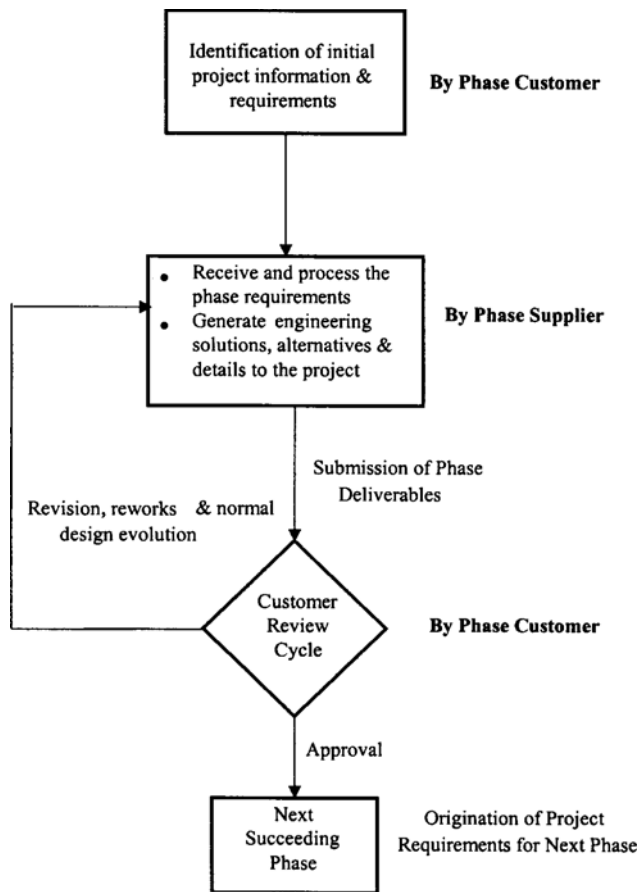 Identification of initial
project information &
requirements
By Phase Customer
• Receive and process the
phase requirements
• Generate engineering
solutions, alternatives &
details to the project
By Phase Supplier
Submission of Phase
Deliverables
Revision, reworks & normal
design evolution
Customer
Review
Cycle
By Phase Customer
Approval
Next
Succeeding
Phase
Origination of Project
Requirements for Next Phase